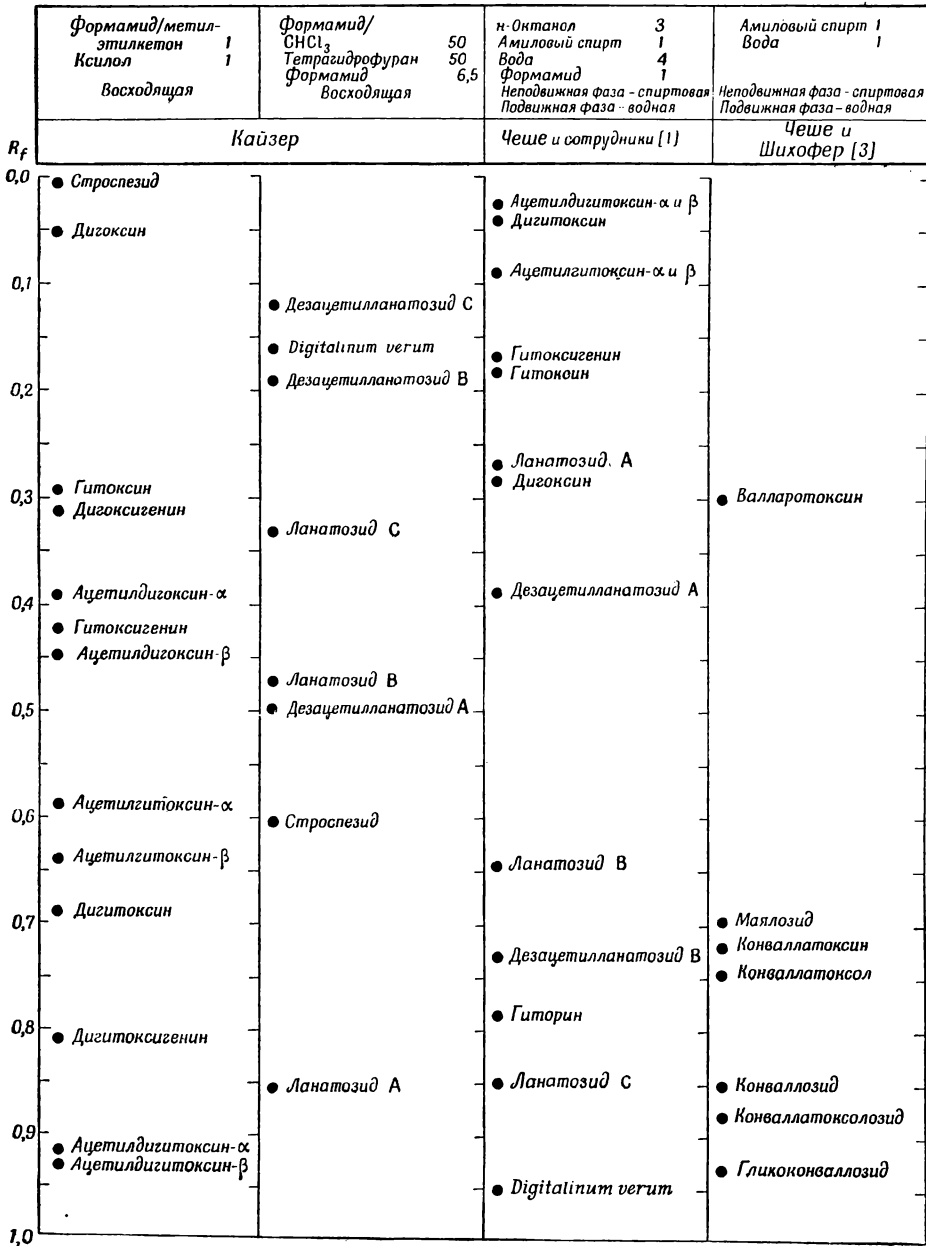 Формамид/метил-
этилкетон 1
Ксилол 1
Восходящая
Формамид/
CHCl3 50
Тетрагидрофуран 50
Формамид 6,5
Восходящая
н-Октанол 3
Амиловый спирт 1
Вода 4
Формамид 1
Неподвижная фаза - спиртовая
Подвижная фаза - водная
Амиловый спирт 1
Вода 1
Неподвижная фаза - спиртовая
Подвижная фаза - водная
Rf
Кайзер
Чеше и сотрудники [1]
Чеше и
Шихофер [3]
0,0
0,1
0,2
0,3
0,4
0,5
0,6
0,7
0,8
0,9
1,0
Строспезид
Дигоксин
Гитоксин
Дигоксигенин
Ацетилдигоксин-α
Гитоксигенин
Ацетилдигоксин-β
Ацетилгитоксин-α
Ацетилгитоксин-β
Дигитоксин
Дигитоксигенин
Ацетилдигитоксин-α
Ацетилдигитоксин-β
Дезацетилланатозид C
Digitalinum verum
Дезацетилланатозид B
Ланатозид C
Ланатозид B
Дезацетилланатозид A
Строспезид
Ланатозид A
Ацетилдигитоксин-α и β
Дигитоксин
Ацетилгитоксин-α и β
Гитоксигенин
Гитоксин
Ланатозид A
Дигоксин
Дезацетилланатозид A
Ланатозид B
Дезацетилланатозид B
Гиторин
Ланатозид C
Digitalinum verum
Валларотоксин
Маялозид
Конваллатоксин
Конваллатоксол
Конваллозид
Конваллатоксолозид
Гликоконваллозид